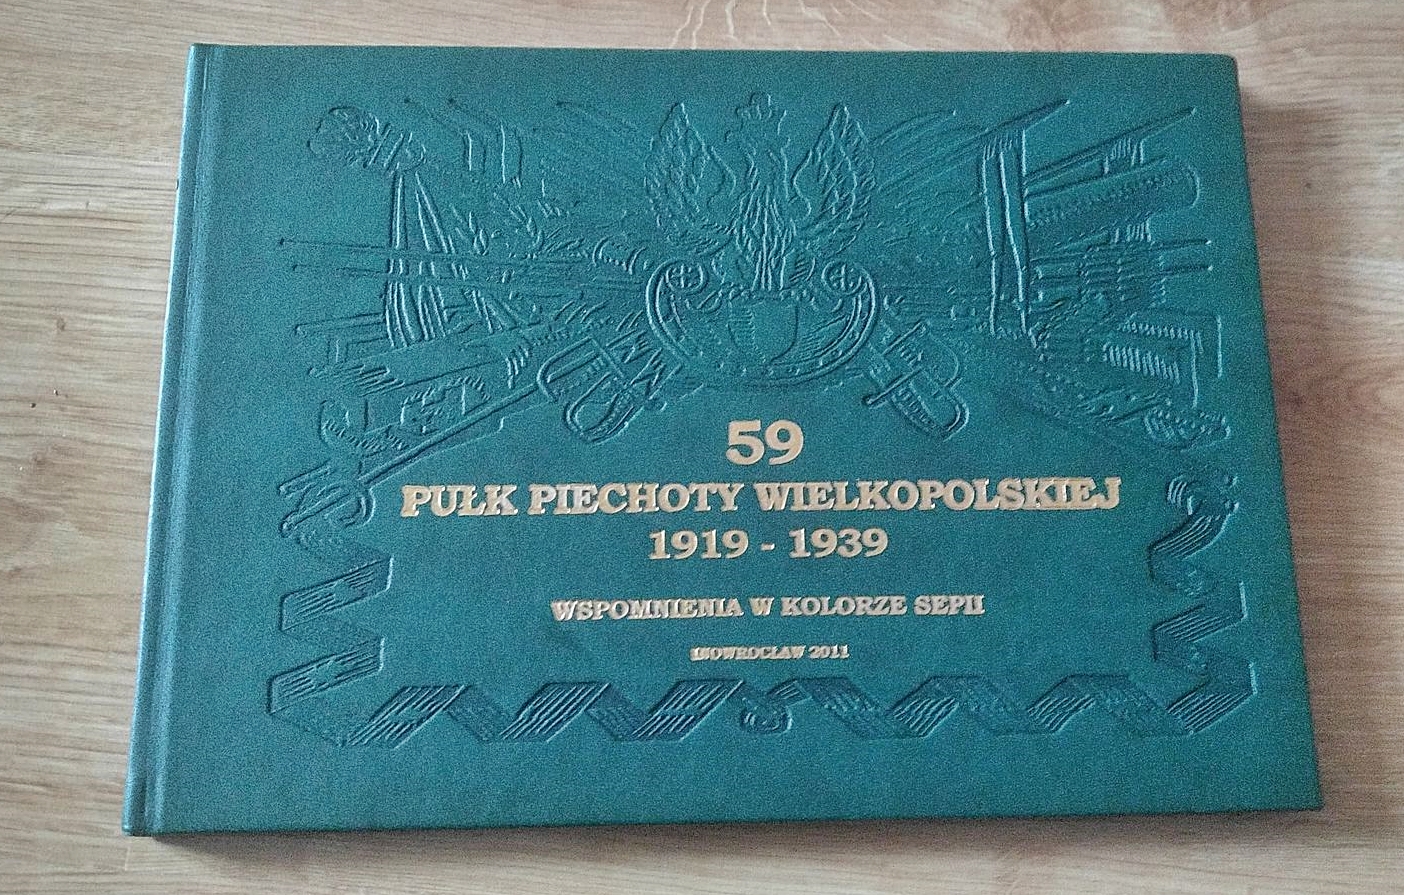 59
PUŁK PIECHOTY WIELKOPOLSKIEJ
1919 - 1939
WSPOMNIENIA W KOLORZE SEPII
INOWROCŁAW 2011